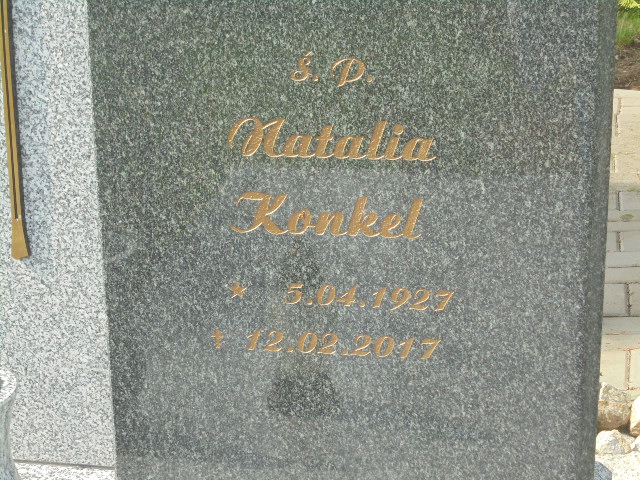 Ś. P.
Natalia
Konkel
★ 5.04.1927
✝ 12.02.2017